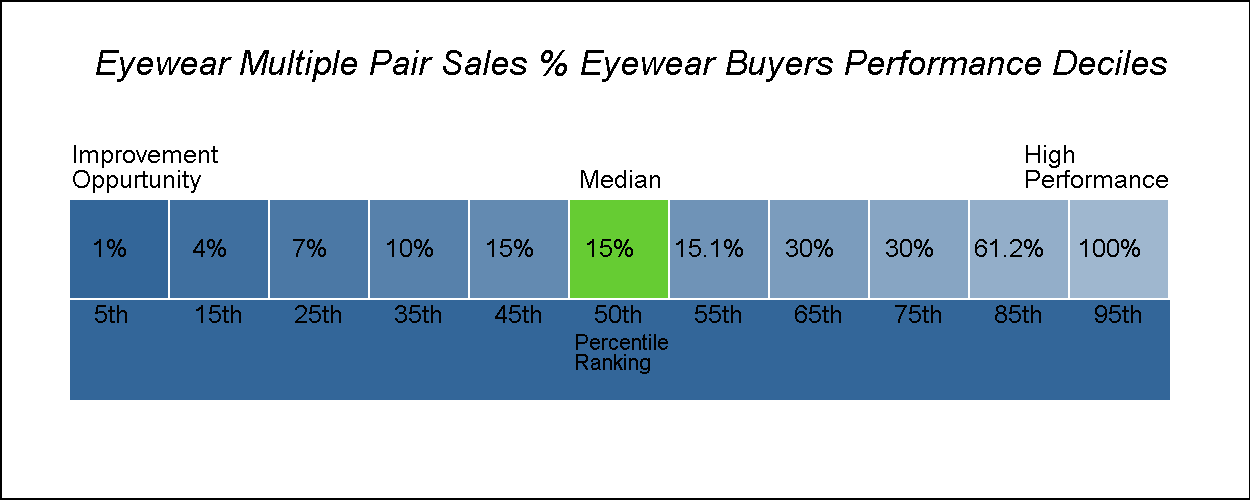 Eyewear Multiple Pair Sales % Eyewear Buyers Performance Deciles
Improvement
Oppurtunity
Median
High
Performance
1% 4% 7% 10% 15% 15% 15.1% 30% 30% 61.2% 100%
5th 15th 25th 35th 45th 50th 55th 65th 75th 85th 95th
Percentile
Ranking